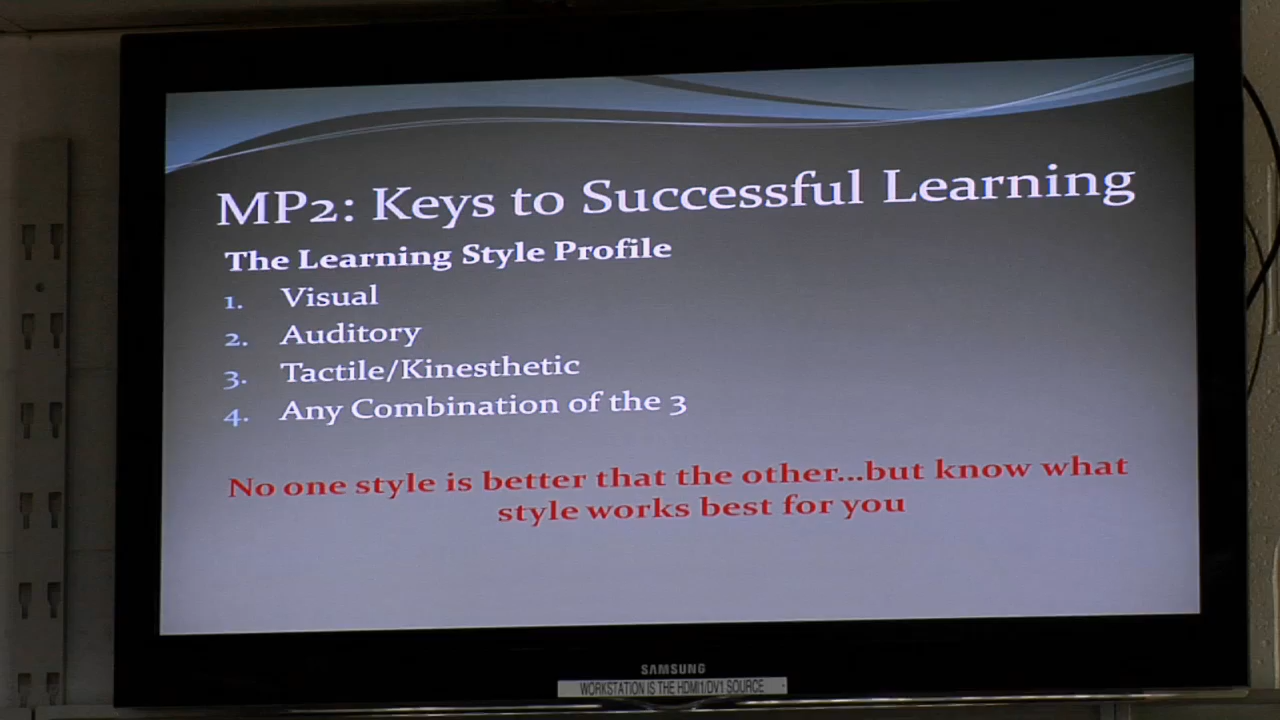 MP2: Keys to Successful Learning
The Learning Style Profile
1. Visual
2. Auditory
3. Tactile/Kinesthetic
4. Any Combination of the 3
No one style is better that the other...but know what
style works best for you
SAMSUNG
WORKSTATION IS THE HDMI1/DV1 SOURCE